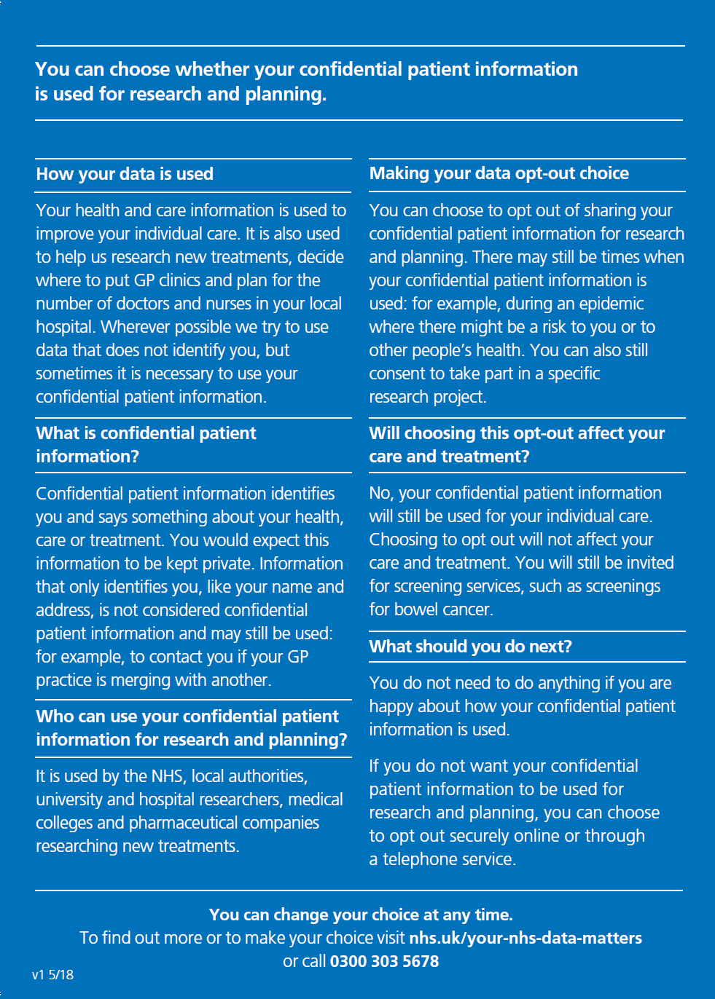 You can choose whether your confidential patient information
is used for research and planning.
How your data is used
Your health and care information is used to
improve your individual care. It is also used
to help us research new treatments, decide
where to put GP clinics and plan for the
number of doctors and nurses in your local
hospital. Wherever possible we try to use
data that does not identify you, but
sometimes it is necessary to use your
confidential patient information.
What is confidential patient
information?
Confidential patient information identifies
you and says something about your health,
care or treatment. You would expect this
information to be kept private. Information
that only identifies you, like your name and
address, is not considered confidential
patient information and may still be used:
for example, to contact you if your GP
practice is merging with another.
Who can use your confidential patient
information for research and planning?
It is used by the NHS, local authorities,
university and hospital researchers, medical
colleges and pharmaceutical companies
researching new treatments.
Making your data opt-out choice
You can choose to opt out of sharing your
confidential patient information for research
and planning. There may still be times when
your confidential patient information is
used: for example, during an epidemic
where there might be a risk to you or to
other people’s health. You can also still
consent to take part in a specific
research project.
Will choosing this opt-out affect your
care and treatment?
No, your confidential patient information
will still be used for your individual care.
Choosing to opt out will not affect your
care and treatment. You will still be invited
for screening services, such as screenings
for bowel cancer.
What should you do next?
You do not need to do anything if you are
happy about how your confidential patient
information is used.
If you do not want your confidential
patient information to be used for
research and planning, you can choose
to opt out securely online or through
a telephone service.
You can change your choice at any time.
To find out more or to make your choice visit nhs.uk/your-nhs-data-matters
or call 0300 303 5678
v1 5/18